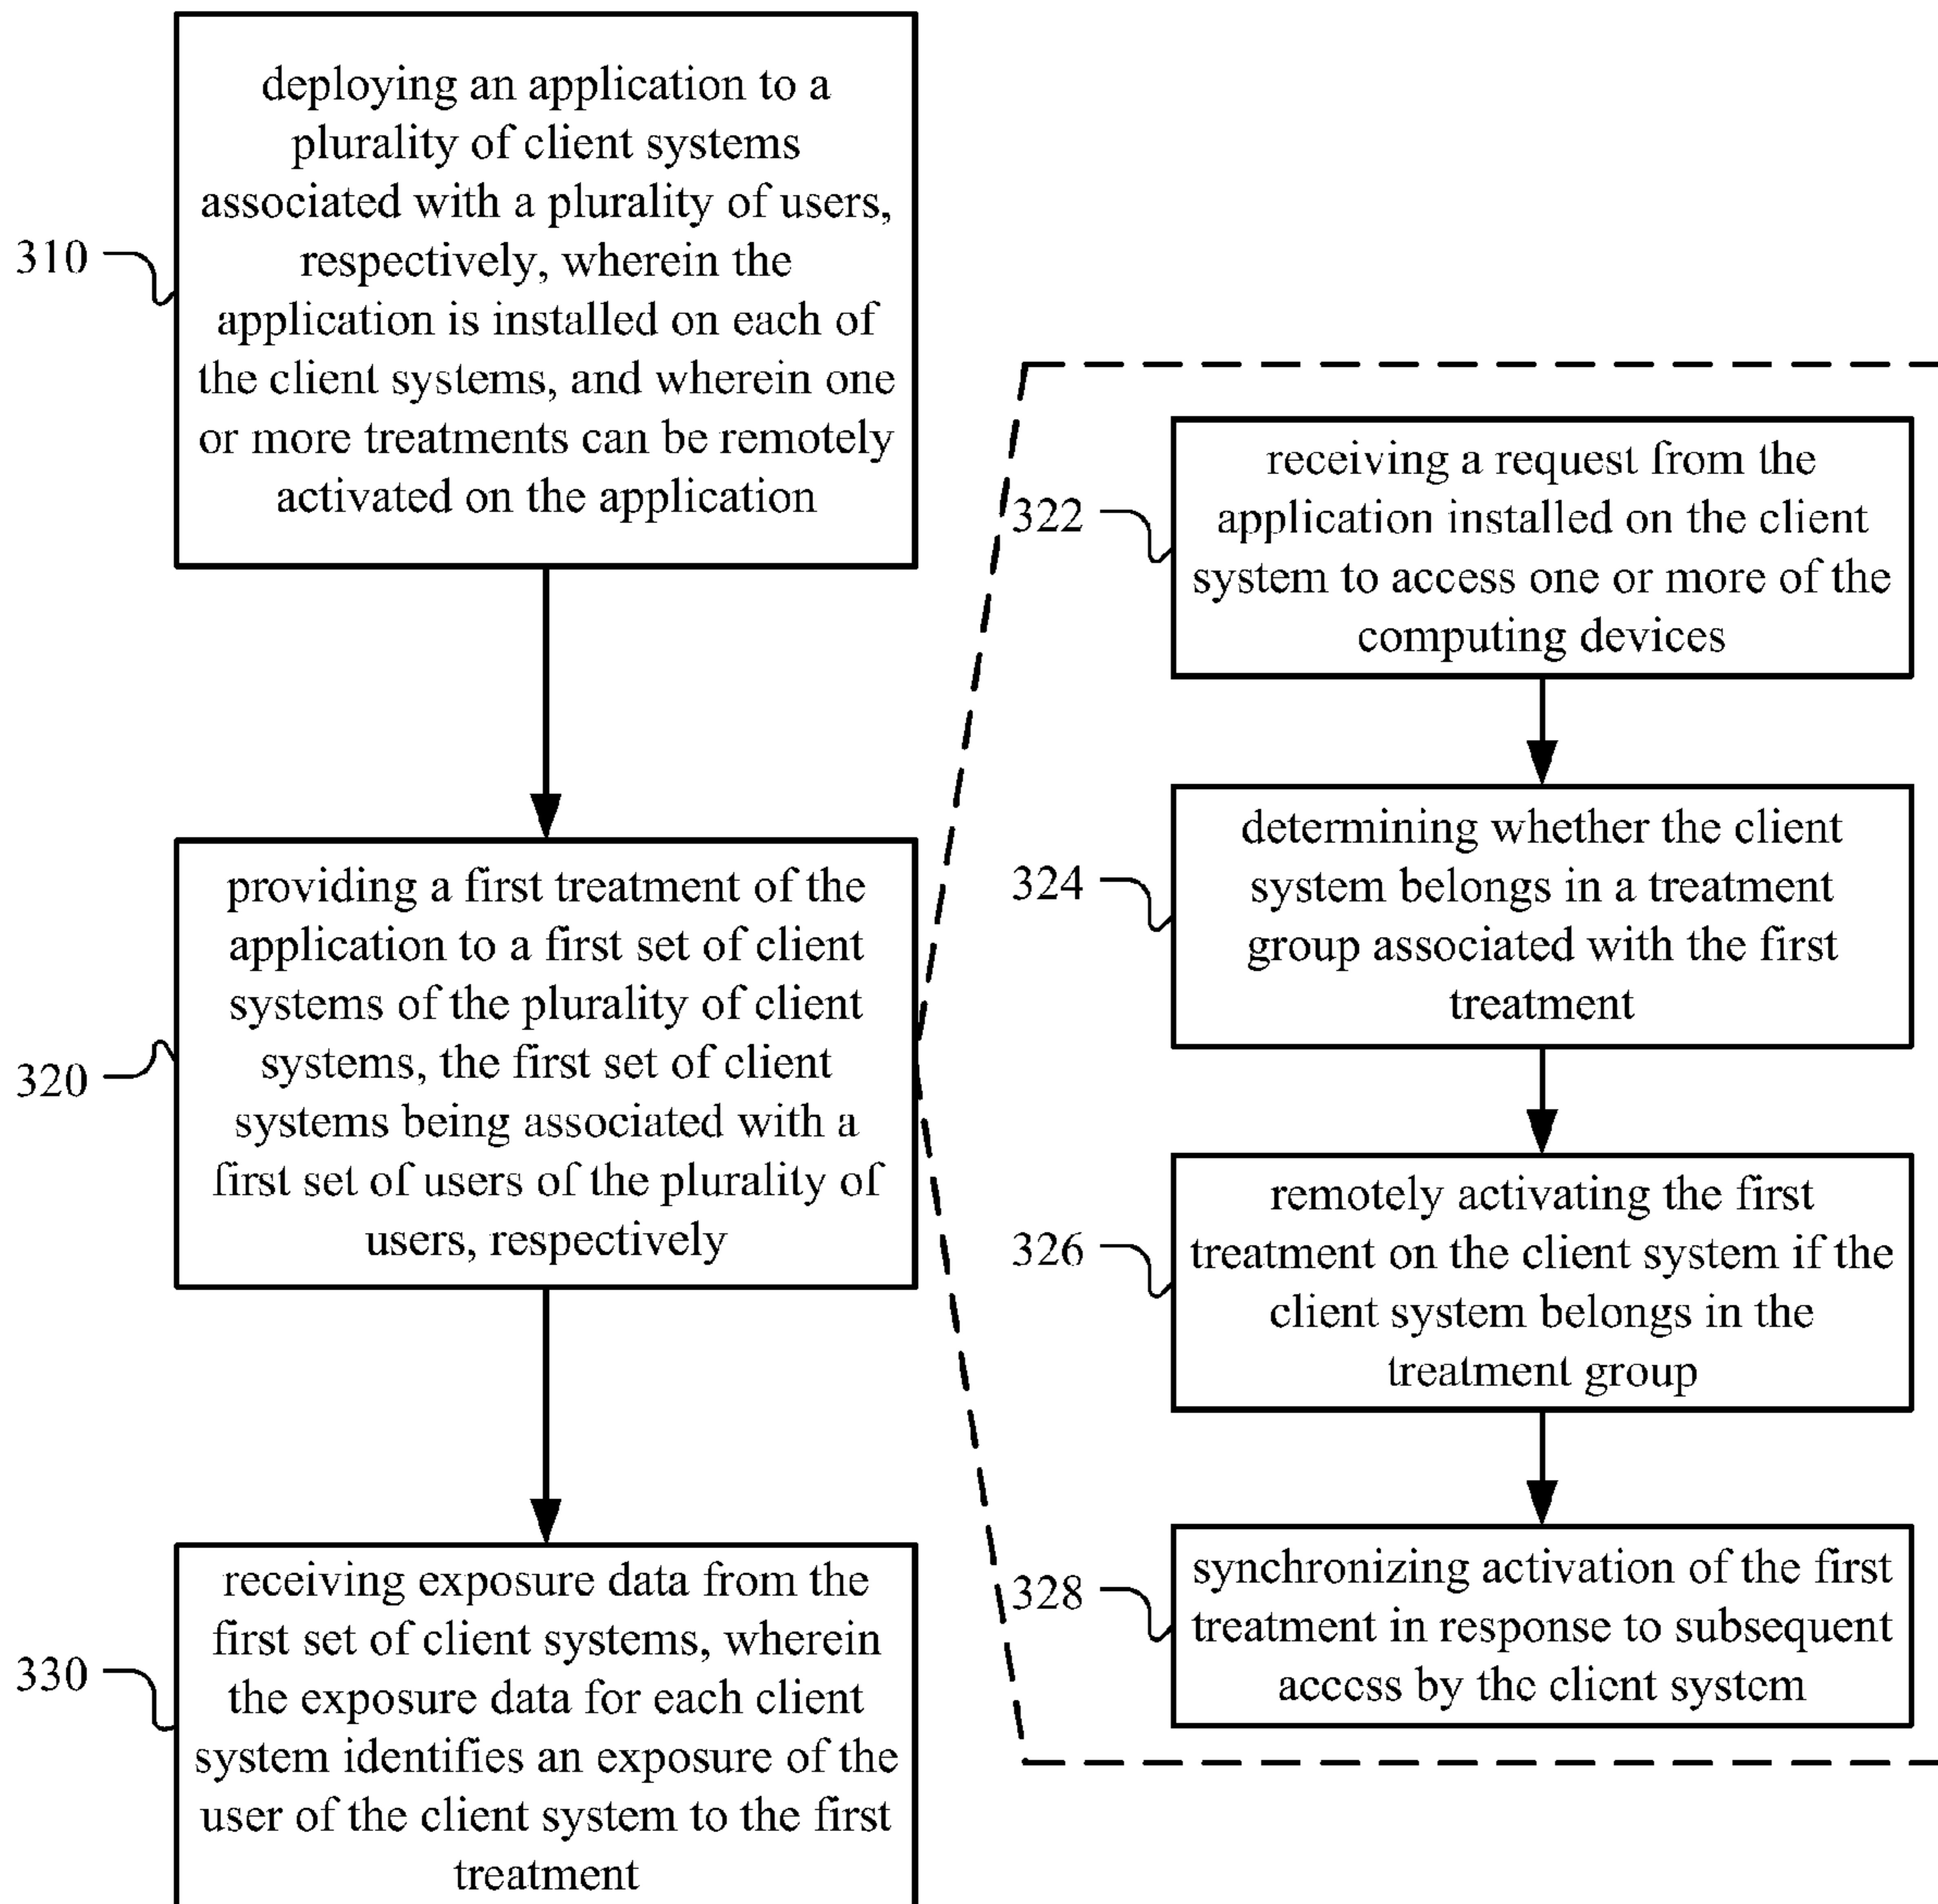 310
deploying an application to a
plurality of client systems
associated with a plurality of users,
respectively, wherein the
application is installed on each of
the client systems, and wherein one
or more treatments can be remotely
activated on the application
320
providing a first treatment of the
application to a first set of client
systems of the plurality of client
systems, the first set of client
systems being associated with a
first set of users of the plurality of
users, respectively
322
receiving a request from the
application installed on the client
system to access one or more of the
computing devices
324
determining whether the client
system belongs in a treatment
group associated with the first
treatment
326
remotely activating the first
treatment on the client system if the
client system belongs in the
treatment group
328
synchronizing activation of the first
treatment in response to subsequent
access by the client system
330
receiving exposure data from the
first set of client systems, wherein
the exposure data for each client
system identifies an exposure of the
user of the client system to the first
treatment